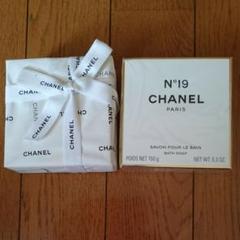 CHANEL
CHANEL
CHANEL
CHANEL
CHANEL
N°19
CHANEL
PARIS
SAVON POUR LE BAIN
BATH SOAP
POIDS NET 150 g NET WT. 5.3 OZ.